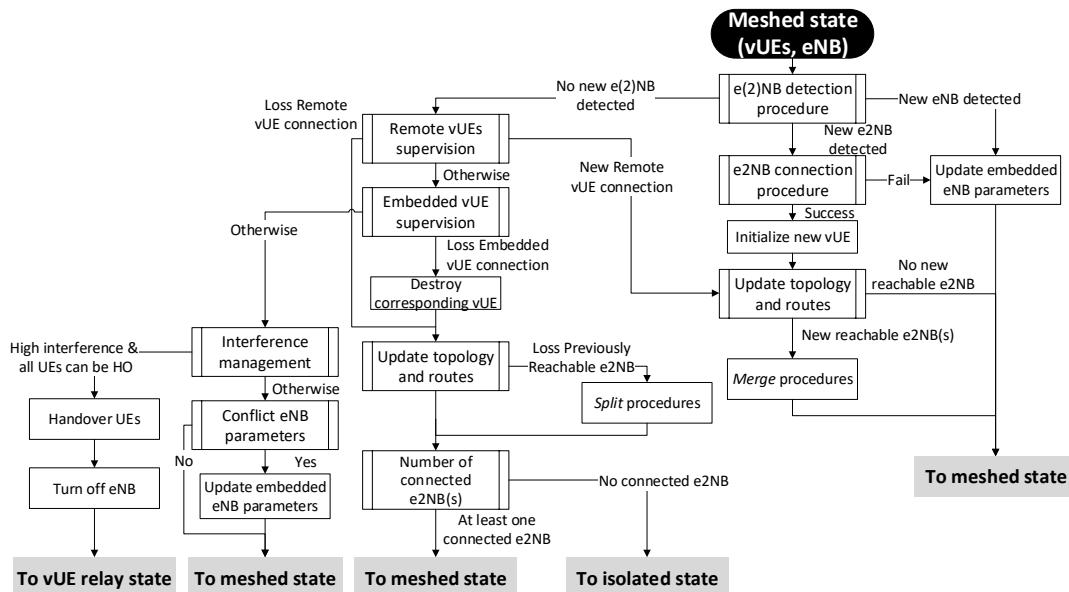 Meshed state
(vUEs, eNB)
No new e(2)NB
detected
e(2)NB detection
procedure
New eNB detected
Loss Remote
vUE connection
Remote vUEs
supervision
New e2NB
detected
New Remote
vUE connection
e2NB connection
procedure
Fail
Update embedded
eNB parameters
Otherwise
Embedded vUE
supervision
Success
Initialize new vUE
Otherwise
Loss Embedded
vUE connection
Destroy
corresponding vUE
Update topology
and routes
No new
reachable e2NB
High interference &
all UEs can be HO
Interference
management
Update topology
and routes
Loss Previously
Reachable e2NB
New reachable e2NB(s)
Merge procedures
Otherwise
Split procedures
Handover UEs
Conflict eNB
parameters
No
Yes
Turn off eNB
Update embedded
eNB parameters
Number of
connected
e2NB(s)
No connected e2NB
To meshed state
At least one
connected e2NB
To vUE relay state
To meshed state
To meshed state
To isolated state